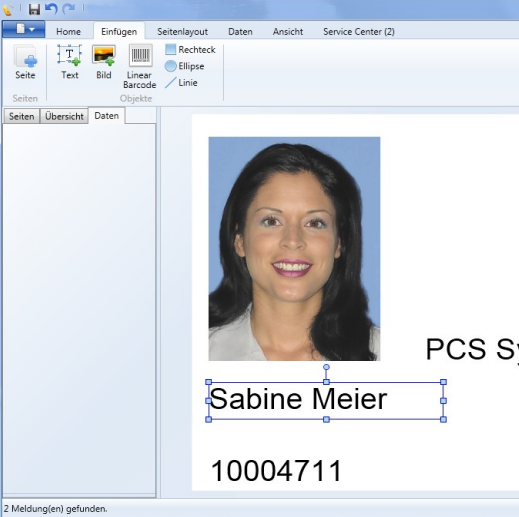 Home Einfügen Seitenlayout Daten Ansicht Service Center (2)
Seite Text Bild Linear Barcode Rechteck
Ellipse
Linie
Seiten Objekte
Seiten Übersicht Daten
PCS Sy
Sabine Meier
10004711
2 Meldung(en) gefunden.